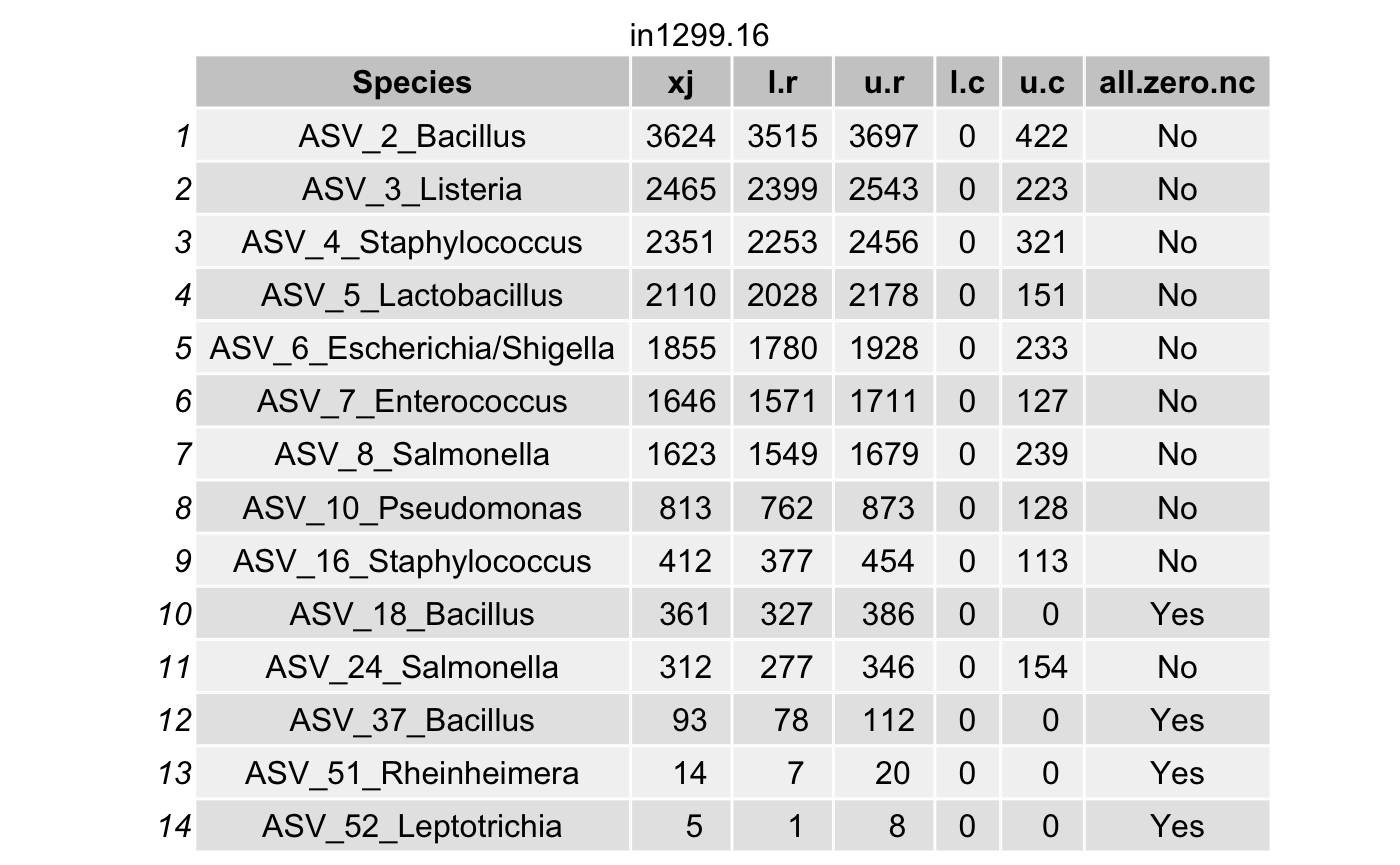 in1299.16
Species xj l.r u.r l.c u.c all.zero.nc
1 ASV_2_Bacillus 3624 3515 3697 0 422 No
2 ASV_3_Listeria 2465 2399 2543 0 223 No
3 ASV_4_Staphylococcus 2351 2253 2456 0 321 No
4 ASV_5_Lactobacillus 2110 2028 2178 0 151 No
5 ASV_6_Escherichia/Shigella 1855 1780 1928 0 233 No
6 ASV_7_Enterococcus 1646 1571 1711 0 127 No
7 ASV_8_Salmonella 1623 1549 1679 0 239 No
8 ASV_10_Pseudomonas 813 762 873 0 128 No
9 ASV_16_Staphylococcus 412 377 454 0 113 No
10 ASV_18_Bacillus 361 327 386 0 0 Yes
11 ASV_24_Salmonella 312 277 346 0 154 No
12 ASV_37_Bacillus 93 78 112 0 0 Yes
13 ASV_51_Rheinheimera 14 7 20 0 0 Yes
14 ASV_52_Leptotrichia 5 1 8 0 0 Yes